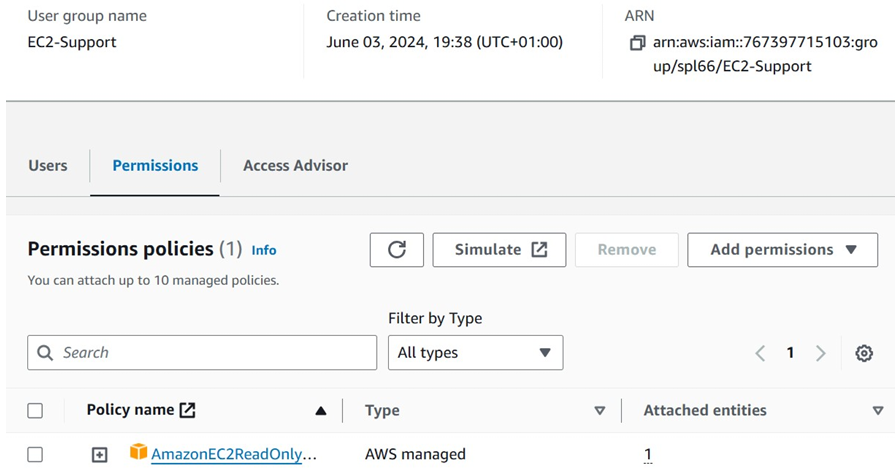 User group name
EC2-Support
Creation time
June 03, 2024, 19:38 (UTC+01:00)
ARN
arn:aws:iam::767397715103:gro
up/spl66/EC2-Support
Users
Permissions
Access Advisor
Permissions policies (1) Info
You can attach up to 10 managed policies.
Simulate
Remove
Add permissions
Filter by Type
Search
All types
1
Policy name
Type
Attached entities
AmazonEC2ReadOnly...
AWS managed
1